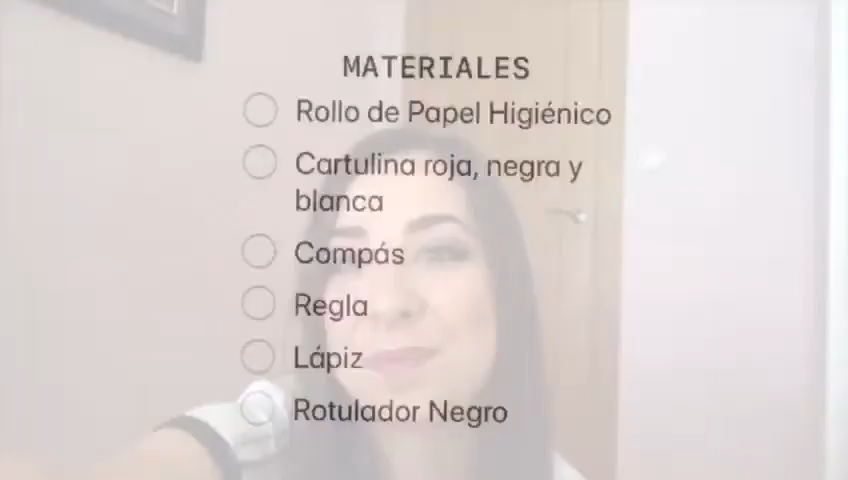 MATERIALES
Rollo de Papel Higiénico
Cartulina roja, negra y
blanca
Compás
Regla
Lápiz
Rotulador Negro